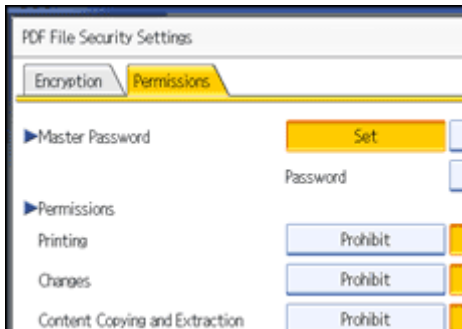 PDF File Security Settings
Encryption Permissions
▶Master Password Set
Password
▶Permissions
Printing Prohibit
Changes Prohibit
Content Copying and Extraction Prohibit